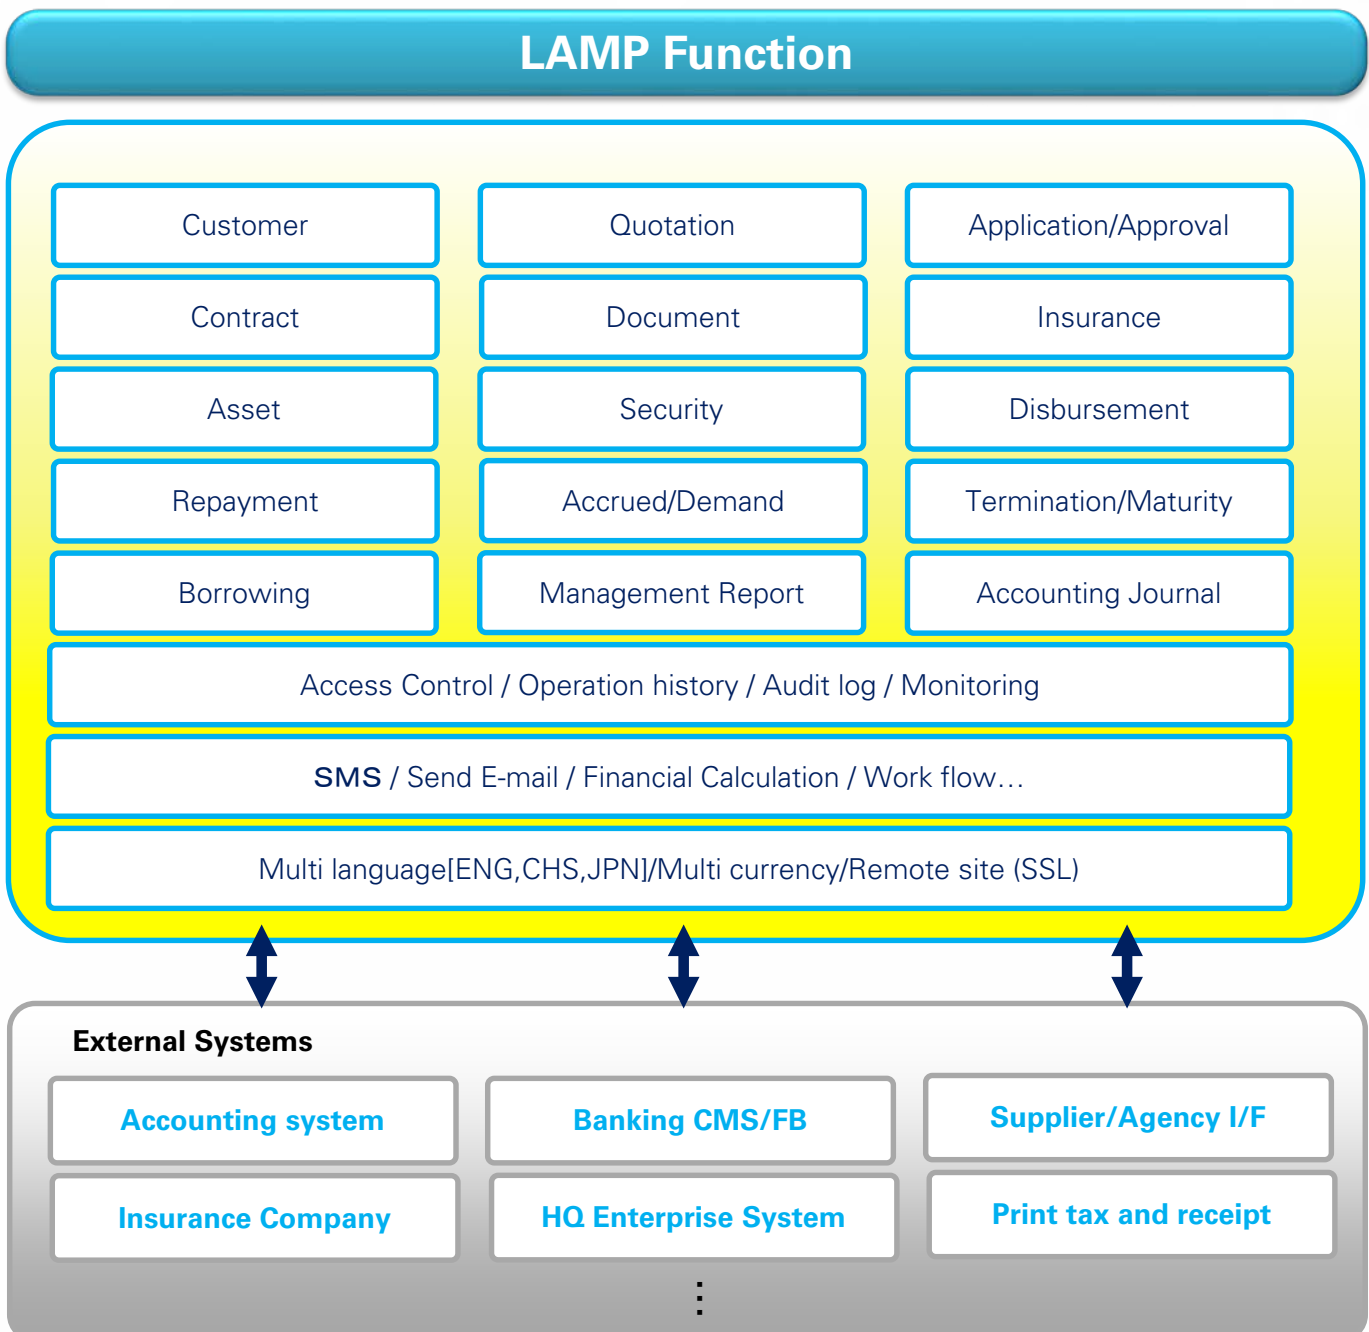 LAMP Function
Customer
Quotation
Application/Approval
Contract
Document
Insurance
Asset
Security
Disbursement
Repayment
Accrued/Demand
Termination/Maturity
Borrowing
Management Report
Accounting Journal
Access Control / Operation history / Audit log / Monitoring
SMS / Send E-mail / Financial Calculation / Work flow…
Multi language[ENG,CHS,JPN]/Multi currency/Remote site (SSL)
External Systems
Accounting system
Banking CMS/FB
Supplier/Agency I/F
Insurance Company
HQ Enterprise System
Print tax and receipt
⋮